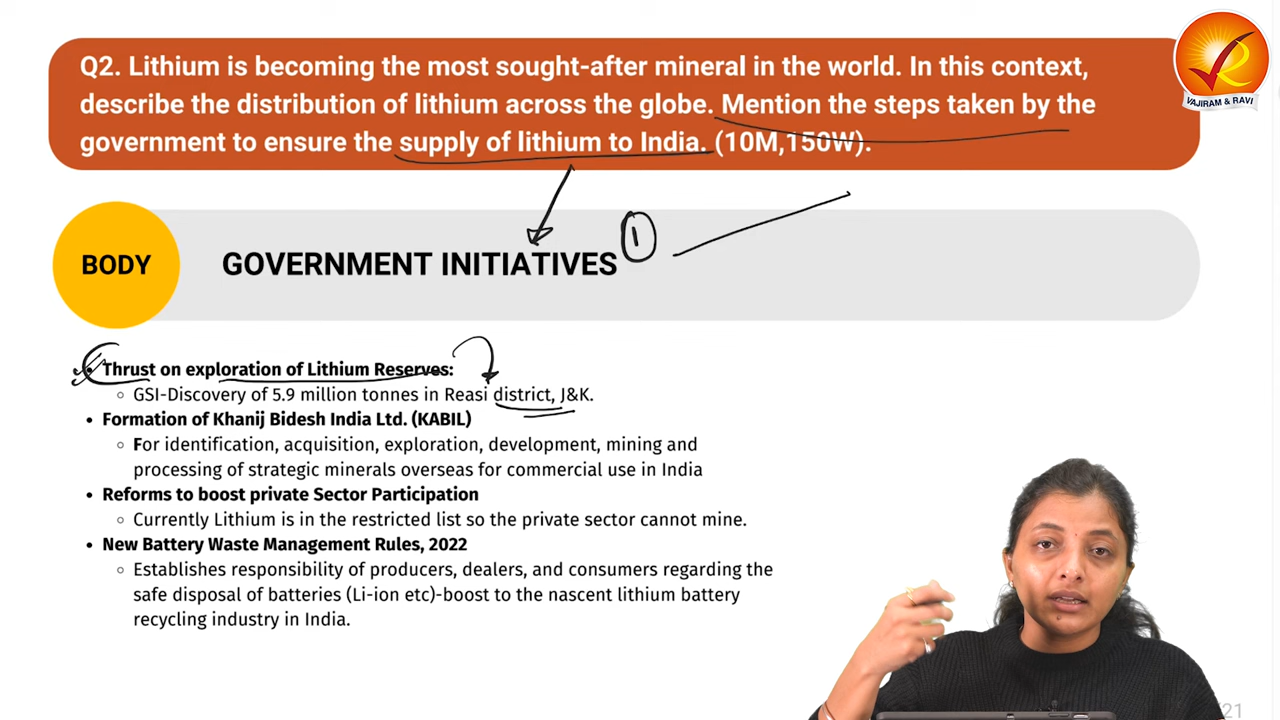 Q2. Lithium is becoming the most sought-after mineral in the world. In this context,
describe the distribution of lithium across the globe. Mention the steps taken by the
government to ensure the supply of lithium to India. (10M,150W).
VAJIRAM & RAVI
BODY
GOVERNMENT INITIATIVES
1
• Thrust on exploration of Lithium Reserves:
GSI-Discovery of 5.9 million tonnes in Reasi district, J&K.
• Formation of Khanij Bidesh India Ltd. (KABIL)
For identification, acquisition, exploration, development, mining and
processing of strategic minerals overseas for commercial use in India
• Reforms to boost private Sector Participation
Currently Lithium is in the restricted list so the private sector cannot mine.
• New Battery Waste Management Rules, 2022
Establishes responsibility of producers, dealers, and consumers regarding the
safe disposal of batteries (Li-ion etc)-boost to the nascent lithium battery
recycling industry in India.
21